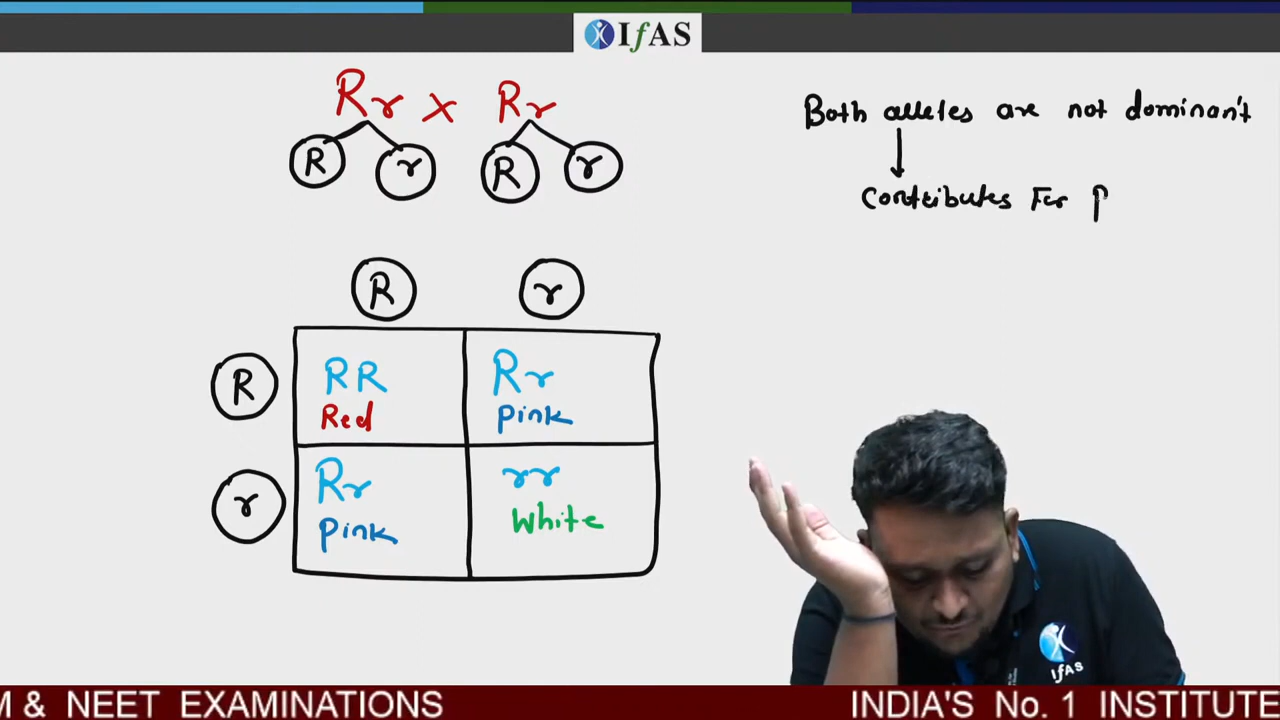 IfAS
Rr x Rr
R r R r
Both alleles are not dominant
Contributes For P
R r
R
RR
Red
Rr
Pink
r
Rr
Pink
rr
White
IfAS
M & NEET EXAMINATIONS
INDIA'S No. 1 INSTITUTE